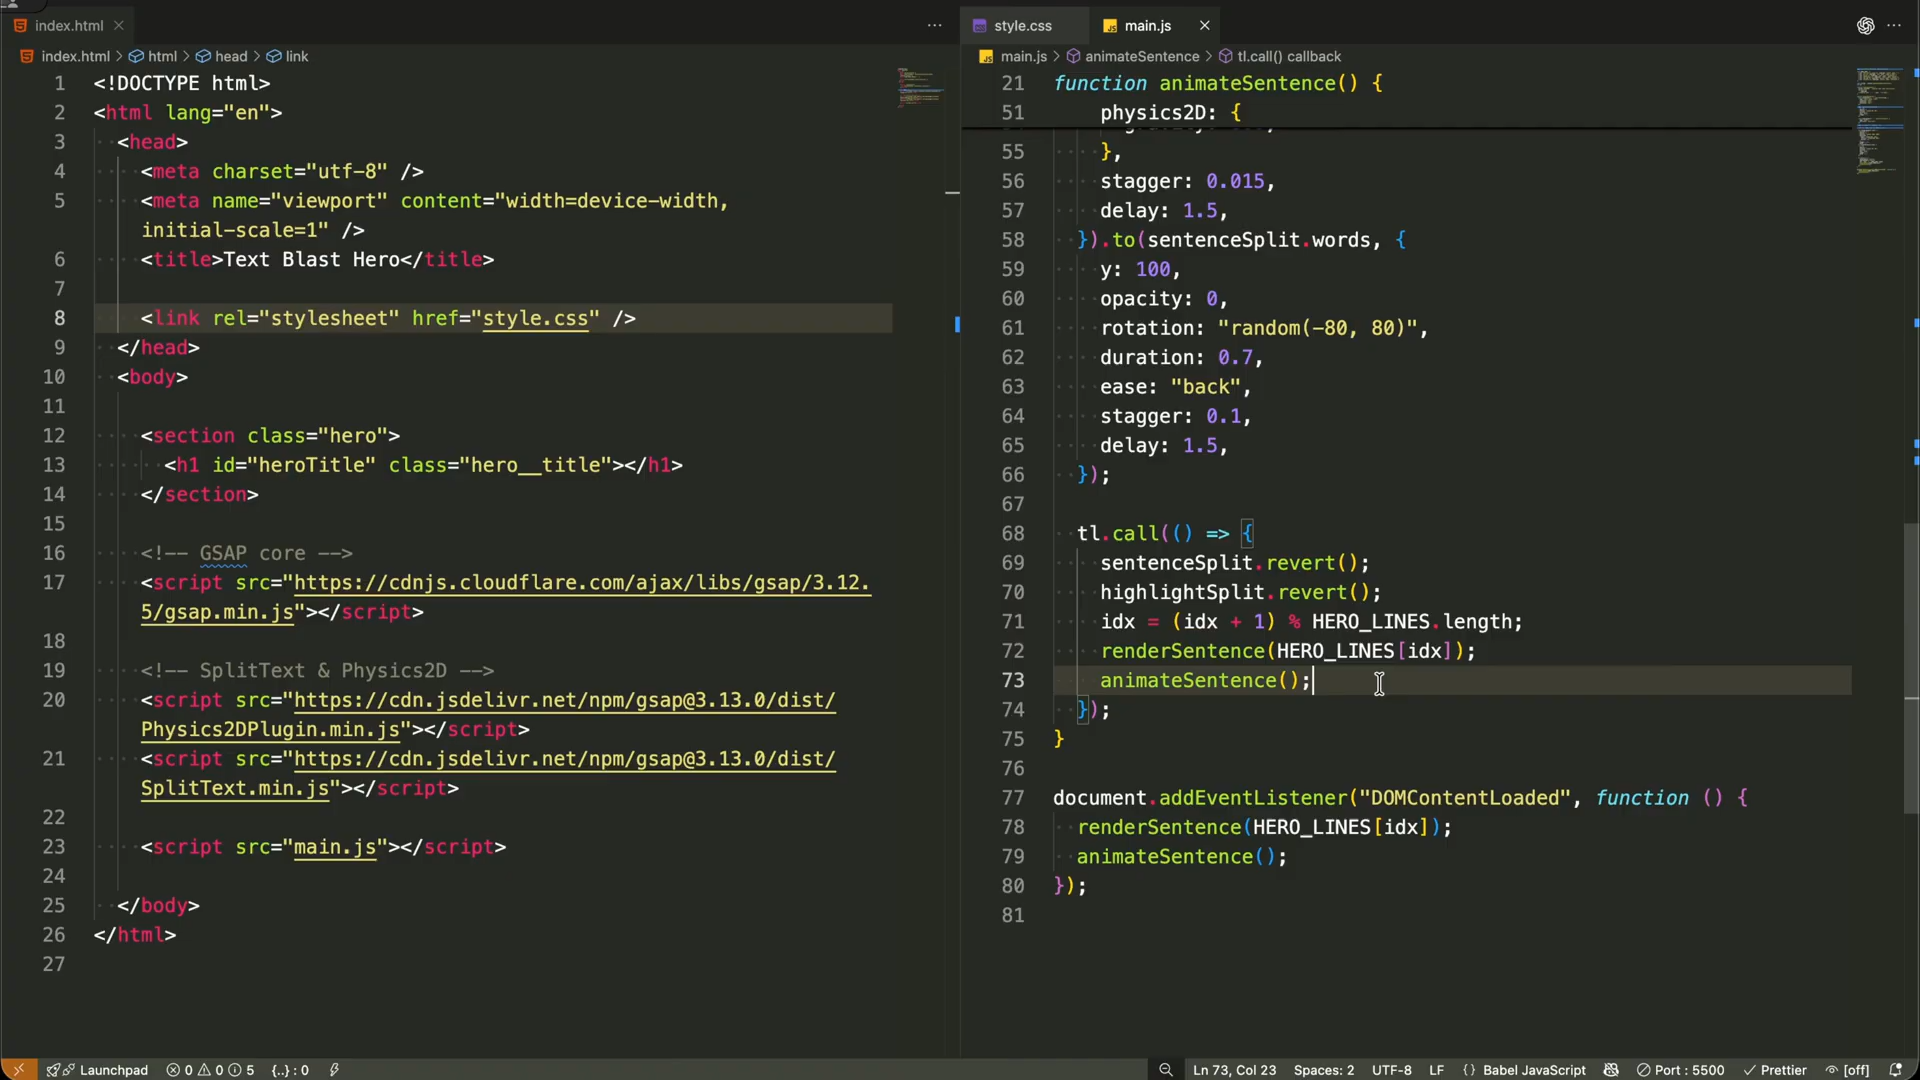 index.html
style.css
main.js
index.html > html > head > link
main.js > animateSentence > tl.call() callback
1 <!DOCTYPE html>
2 <html lang="en">
3 <head>
4 <meta charset="utf-8" />
5 <meta name="viewport" content="width=device-width,
initial-scale=1" />
6 <title>Text Blast Hero</title>
7
8 <link rel="stylesheet" href="style.css" />
9 </head>
10 <body>
11
12 <section class="hero">
13 <h1 id="heroTitle" class="hero__title"></h1>
14 </section>
15
16 <!-- GSAP core -->
17 <script src="https://cdnjs.cloudflare.com/ajax/libs/gsap/3.12.
5/gsap.min.js"></script>
18
19 <!-- SplitText & Physics2D -->
20 <script src="https://cdn.jsdelivr.net/npm/gsap@3.13.0/dist/
Physics2DPlugin.min.js"></script>
21 <script src="https://cdn.jsdelivr.net/npm/gsap@3.13.0/dist/
SplitText.min.js"></script>
22
23 <script src="main.js"></script>
24
25 </body>
26 </html>
27
21 function animateSentence() {
51 physics2D: {
55 },
56 stagger: 0.015,
57 delay: 1.5,
58 }).to(sentenceSplit.words, {
59 y: 100,
60 opacity: 0,
61 rotation: "random(-80, 80)",
62 duration: 0.7,
63 ease: "back",
64 stagger: 0.1,
65 delay: 1.5,
66 });
67
68 tl.call(() => {
69 sentenceSplit.revert();
70 highlightSplit.revert();
71 idx = (idx + 1) % HERO_LINES.length;
72 renderSentence(HERO_LINES[idx]);
73 animateSentence();
74 });
75 }
76
77 document.addEventListener("DOMContentLoaded", function () {
78 renderSentence(HERO_LINES[idx]);
79 animateSentence();
80 });
81
Launchpad 0 0 5 {..} : 0
Ln 73, Col 23 Spaces: 2 UTF-8 LF {} Babel JavaScript Port : 5500 Prettier [off]